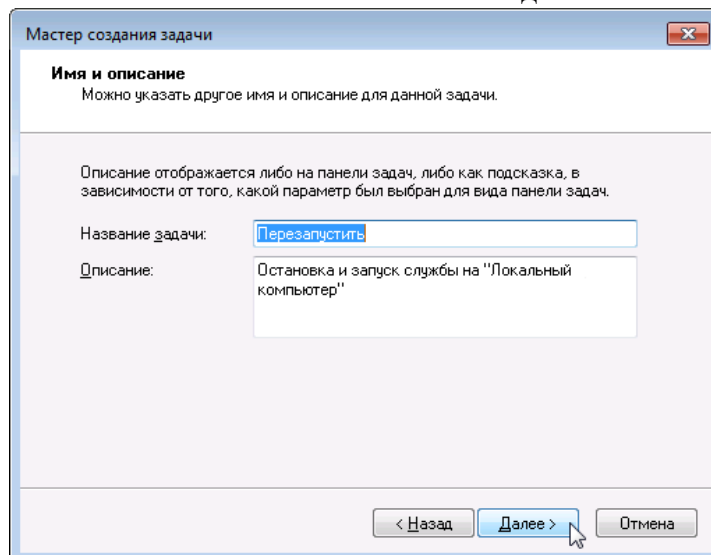 Мастер создания задачи
Имя и описание
Можно указать другое имя и описание для данной задачи.
Описание отображается либо на панели задач, либо как подсказка, в
зависимости от того, какой параметр был выбран для вида панели задач.
Название задачи:
Перезапустить
Описание:
Остановка и запуск службы на "Локальный
компьютер"
< Назад
Далее >
Отмена